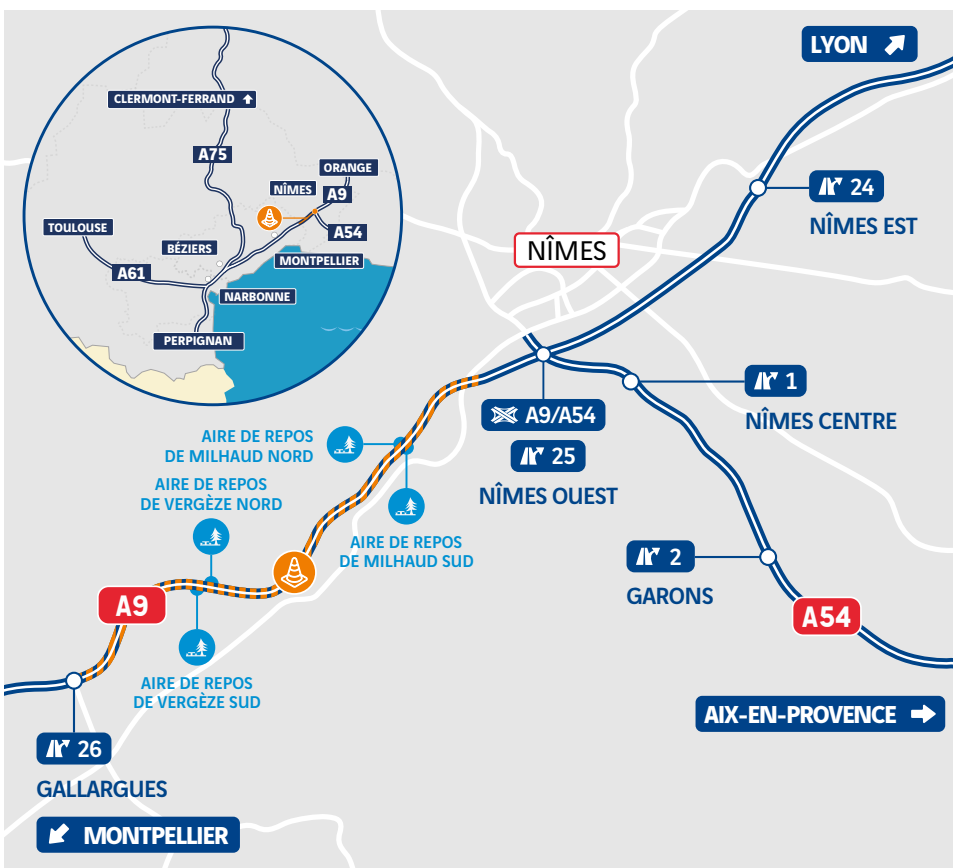 LYON
CLERMONT-FERRAND
A75
ORANGE
NÎMES
A9
TOULOUSE
A54
BÉZIERS
MONTPELLIER
A61
NARBONNE
PERPIGNAN
24
NÎMES EST
NÎMES
1
NÎMES CENTRE
A9/A54
25
NÎMES OUEST
AIRE DE REPOS
DE MILHAUD NORD
AIRE DE REPOS
DE VERGÈZE NORD
AIRE DE REPOS
DE MILHAUD SUD
2
GARONS
A9
A54
AIRE DE REPOS
DE VERGÈZE SUD
AIX-EN-PROVENCE
26
GALLARGUES
MONTPELLIER